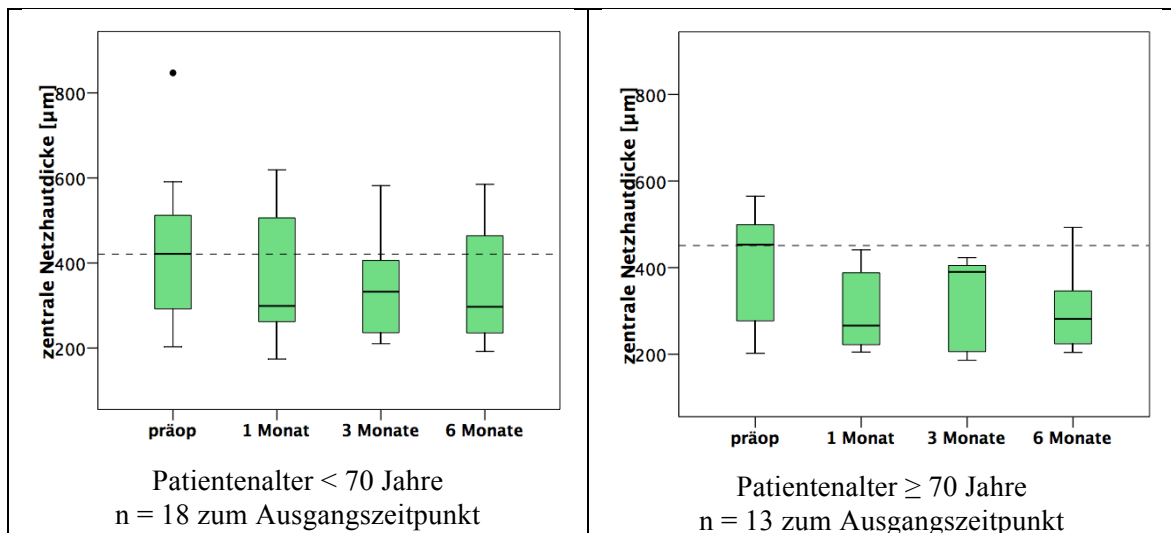 zentrale Netzhautdicke [µm]
800
600
400
200
präop 1 Monat 3 Monate 6 Monate
Patientenalter < 70 Jahre
n = 18 zum Ausgangszeitpunkt
zentrale Netzhautdicke [µm]
800
600
400
200
präop 1 Monat 3 Monate 6 Monate
Patientenalter ≥ 70 Jahre
n = 13 zum Ausgangszeitpunkt